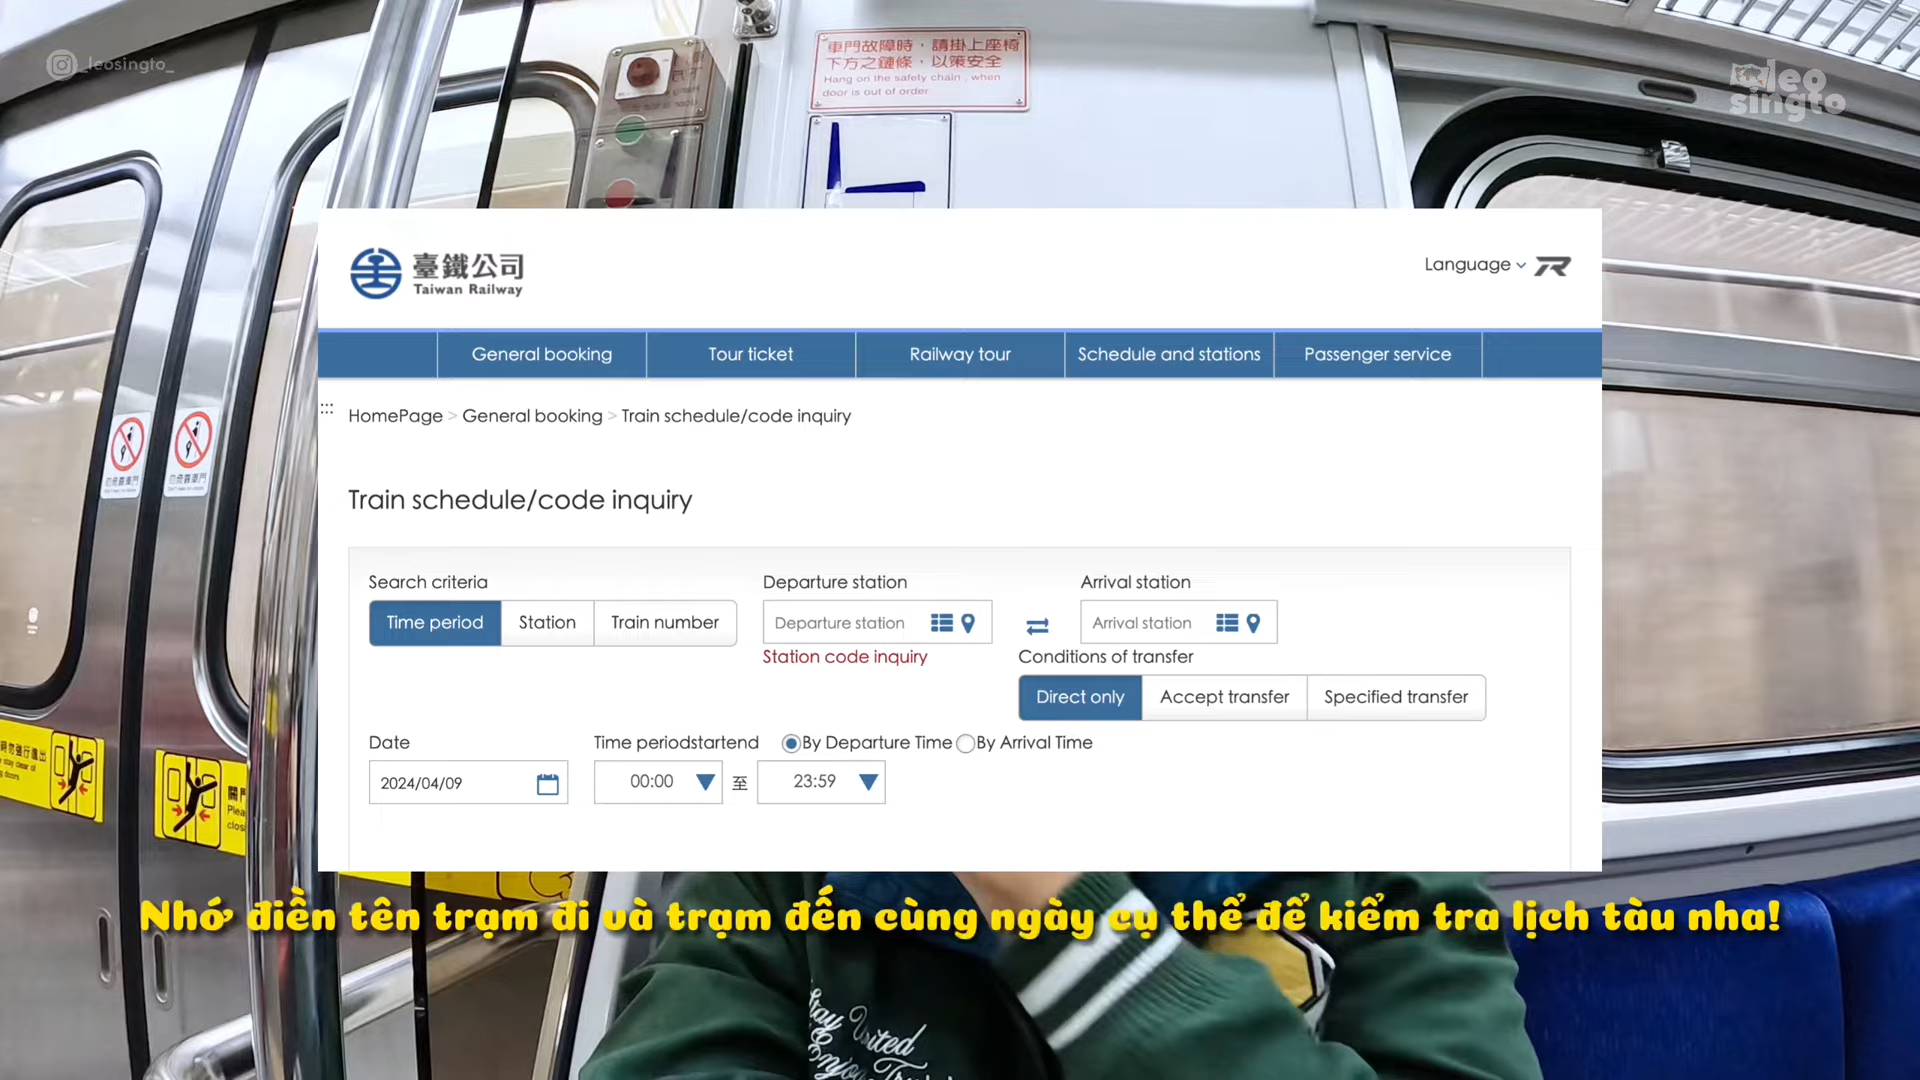 _leosingto_
leo
singto
車門故障時，請掛上座椅
下方之鏈條，以策安全
Hang on the safety chain , when
door is out of order
臺鐵公司
Taiwan Railway
Language
General booking
Tour ticket
Railway tour
Schedule and stations
Passenger service
HomePage > General booking > Train schedule/code inquiry
Train schedule/code inquiry
Search criteria
Departure station
Arrival station
Time period
Station
Train number
Departure station
Arrival station
Station code inquiry
Conditions of transfer
Direct only
Accept transfer
Specified transfer
Date
Time periodstartend
By Departure Time
By Arrival Time
2024/04/09
00:00
至
23:59
Nhớ điền tên trạm đi và trạm đến cùng ngày cụ thể để kiểm tra lịch tàu nha!
United